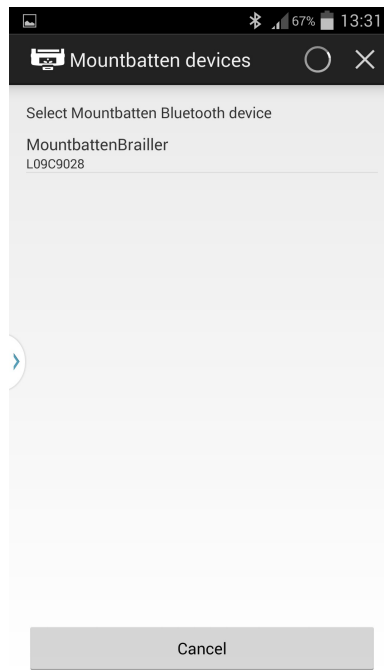 67% 13:31
Mountbatten devices
Select Mountbatten Bluetooth device
MountbattenBrailler
L09C9028
Cancel